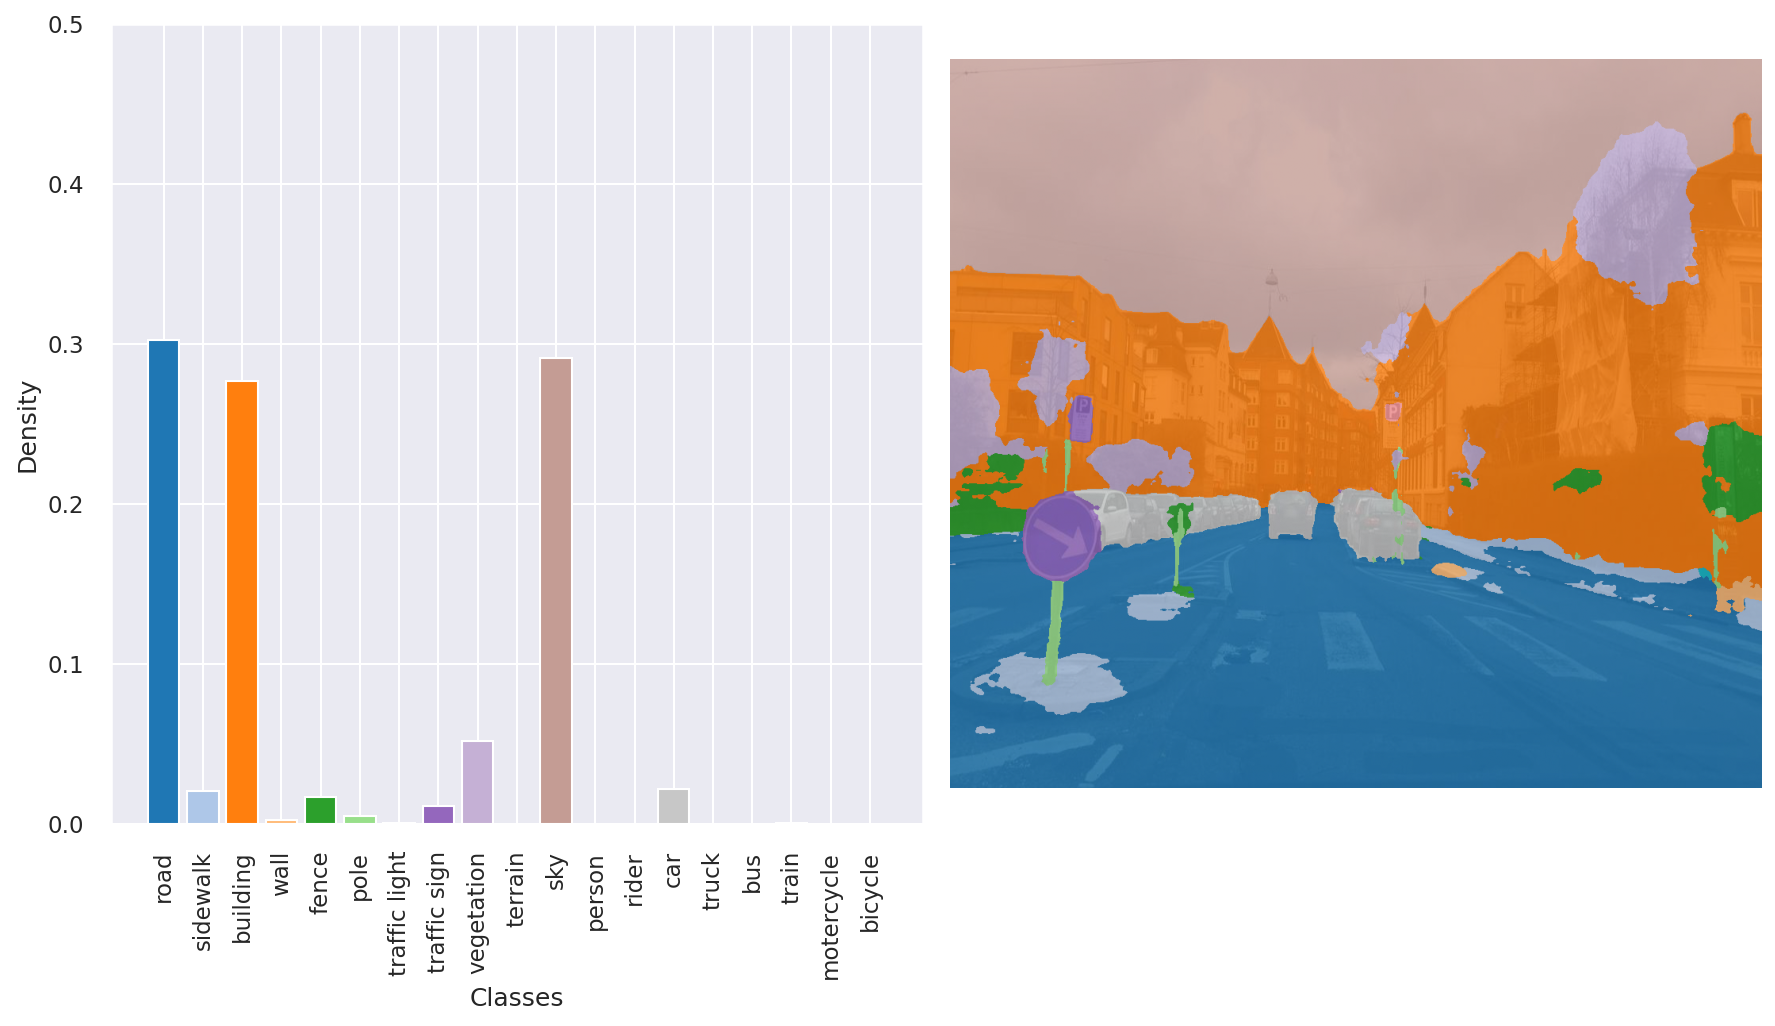 0.5
0.4
0.3
0.2
0.1
0.0
Density
road
sidewalk
building
wall
fence
pole
traffic light
traffic sign
vegetation
terrain
sky
person
rider
car
truck
bus
train
motercycle
bicycle
Classes
P
P